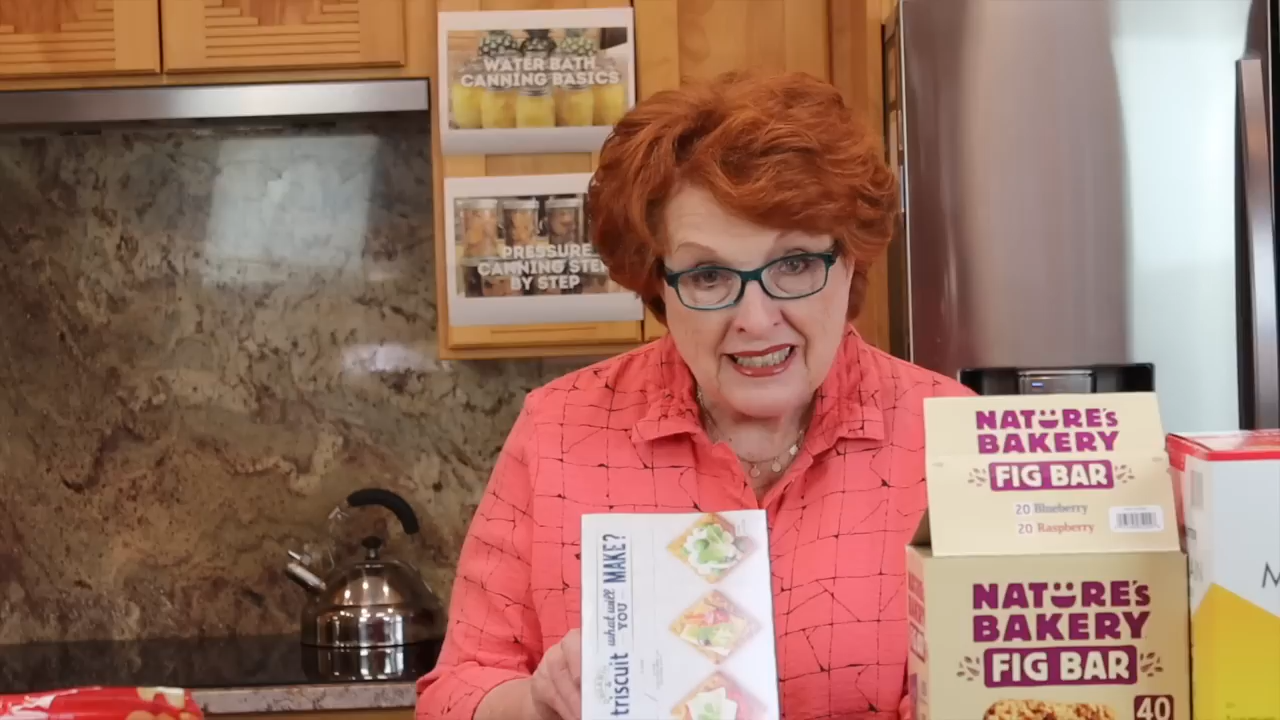 WATER BATH
CANNING BASICS
PRESSURE
CANNING STEP
BY STEP
triscuit
what will
YOU
MAKE?
NATURE'S
BAKERY
FIG BAR
20 Blueberry
20 Raspberry
NATURE'S
BAKERY
FIG BAR
40